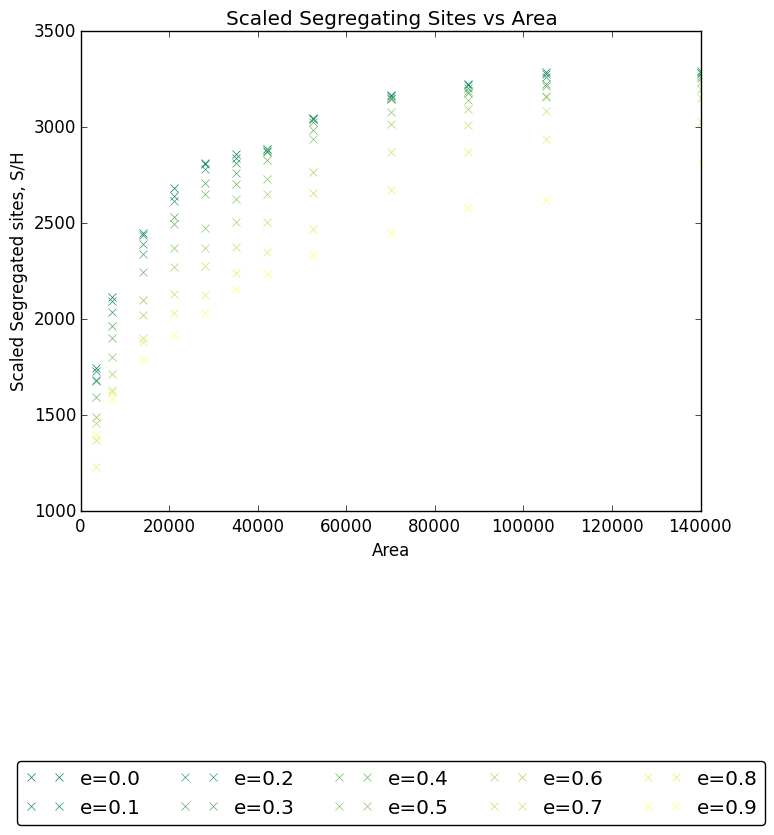 Scaled Segregating Sites vs Area
3500
3000
2500
2000
1500
1000
Scaled Segregated sites, S/H
0 20000 40000 60000 80000 100000 120000 140000
Area
e=0.0 e=0.2 e=0.4 e=0.6 e=0.8
e=0.1 e=0.3 e=0.5 e=0.7 e=0.9